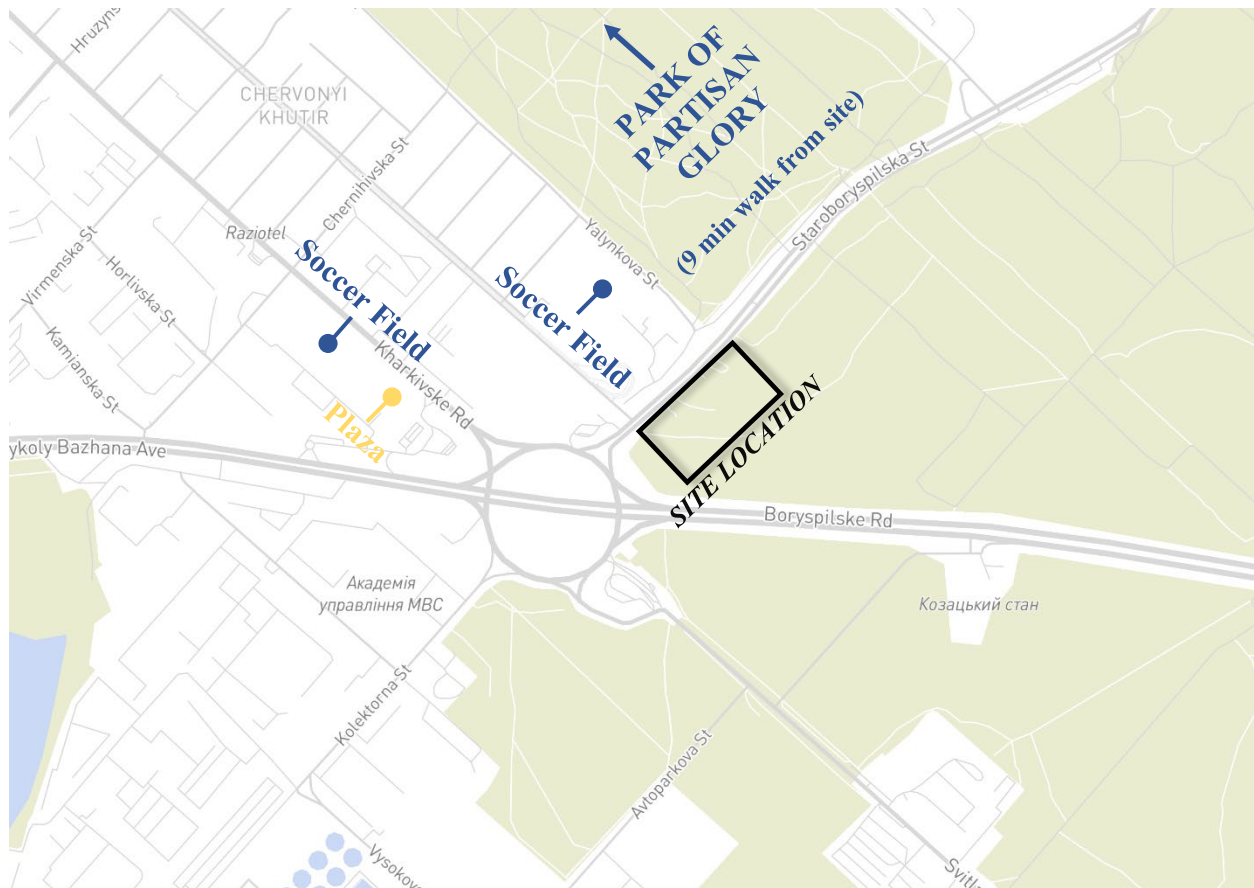 Hruzyns
CHERVONYI
KHUTIR
PARK OF
PARTISAN
GLORY
(9 min walk from site)
Chernihivska St
Staroboryspilska St
Yalynkova St
Virmenska St
Raziotel
Horlivska St
Soccer Field
Soccer Field
Kamianska St
Kharkivske Rd
Plaza
SITE LOCATION
ykoly Bazhana Ave
Boryspilske Rd
Академія
управління МВС
Козацький стан
Kolektorna St
Avtoparkova St
Vysokov
Svitl